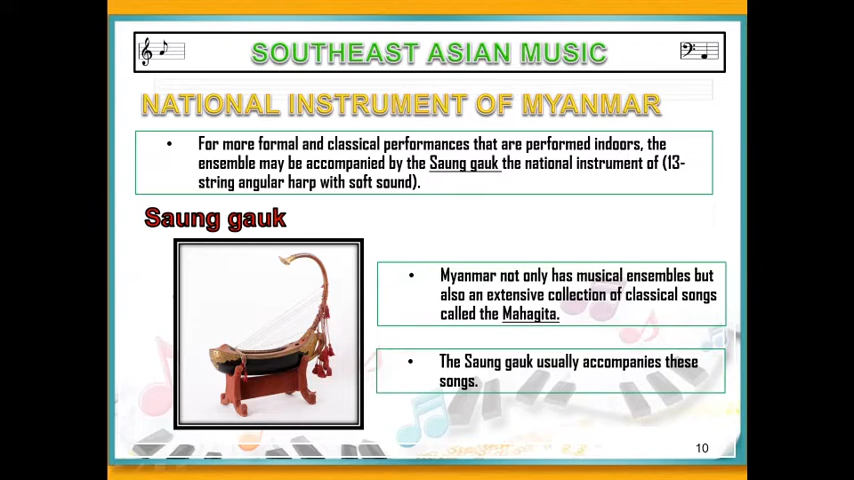 SOUTHEAST ASIAN MUSIC
NATIONAL INSTRUMENT OF MYANMAR
• For more formal and classical performances that are performed indoors, the
ensemble may be accompanied by the Saung gauk the national instrument of (13-
string angular harp with soft sound).
Saung gauk
• Myanmar not only has musical ensembles but
also an extensive collection of classical songs
called the Mahagita.
• The Saung gauk usually accompanies these
songs.
10